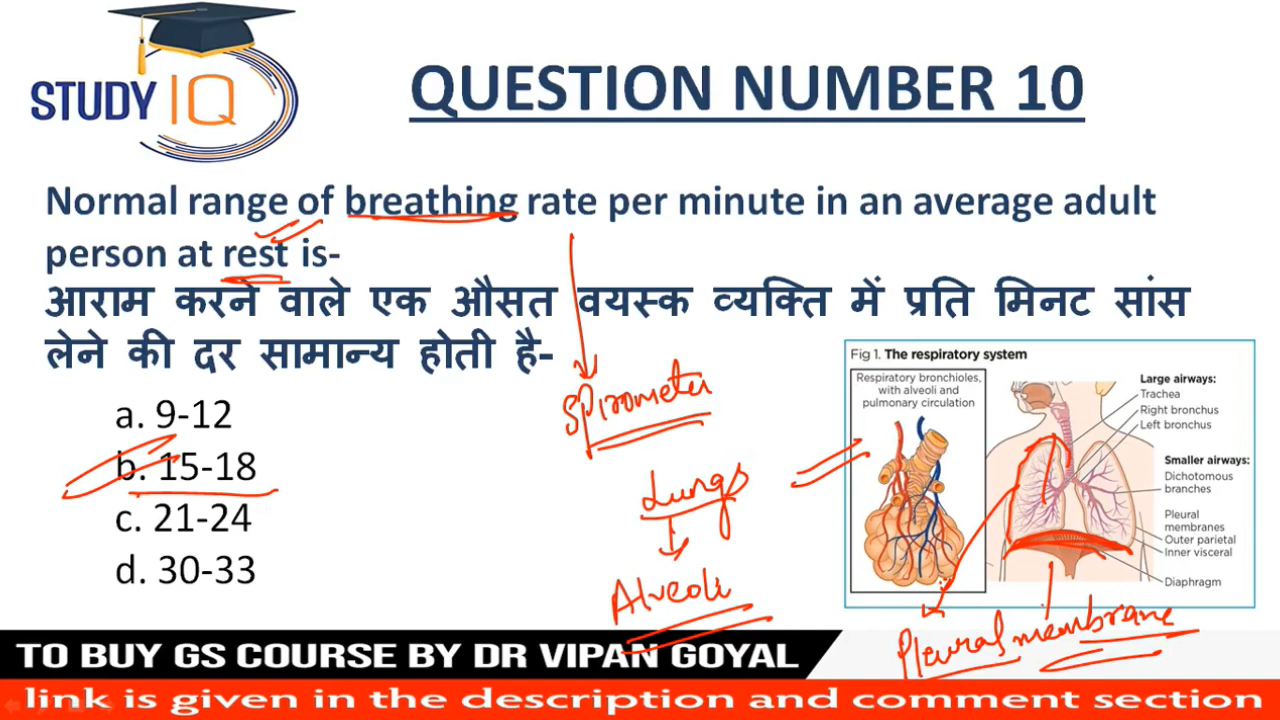 STUDY IQ
QUESTION NUMBER 10
Normal range of breathing rate per minute in an average adult
person at rest is-
आराम करने वाले एक औसत वयस्क व्यक्ति में प्रति मिनट सांस
लेने की दर सामान्य होती है-
a. 9-12
b. 15-18
c. 21-24
d. 30-33
Spirometer
Lungs
Alveoli
Fig 1. The respiratory system
Respiratory bronchioles,
with alveoli and
pulmonary circulation
Large airways:
Trachea
Right bronchus
Left bronchus
Smaller airways:
Dichotomous
branches
Pleural
membranes
Outer parietal
Inner visceral
Diaphragm
Pleural membrane
TO BUY GS COURSE BY DR VIPAN GOYAL
link is given in the description and comment section